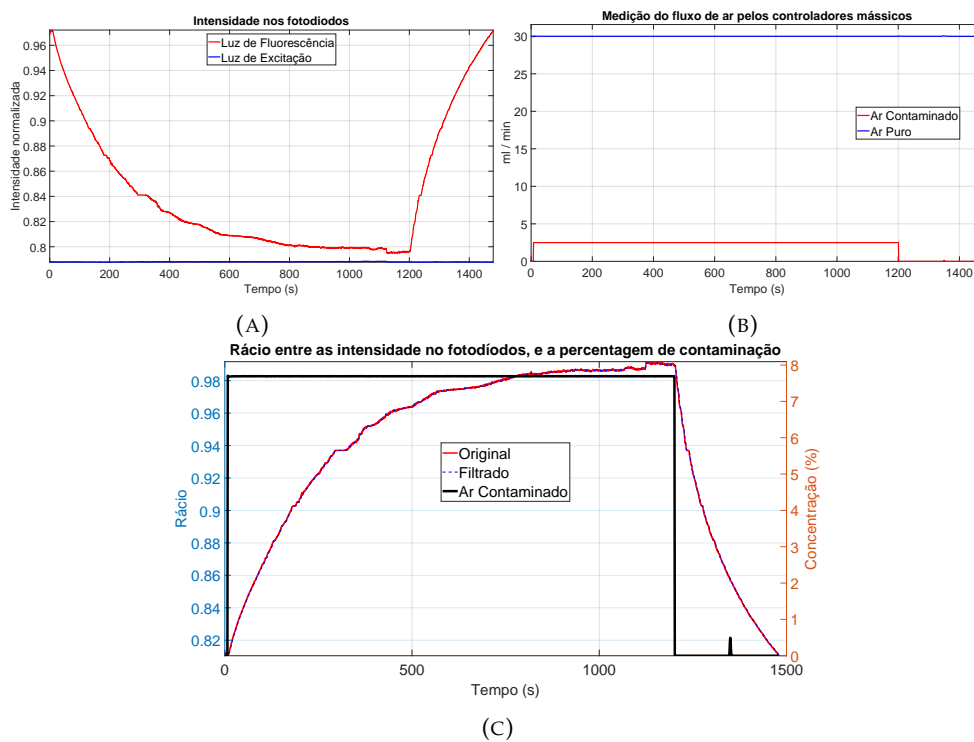 Intensidade nos fotodíodos
Intensidade normalizada
0.96
0.94
0.92
0.9
0.88
0.86
0.84
0.82
0.8
Luz de Fluorescência
Luz de Excitação
0 200 400 600 800 1000 1200 1400
Tempo (s)
(A)
Medição do fluxo de ar pelos controladores mássicos
ml / min
30
25
20
15
10
5
0
Ar Contaminado
Ar Puro
0 200 400 600 800 1000 1200 1400
Tempo (s)
(B)
Rácio entre as intensidade no fotodíodos, e a percentagem de contaminação
Rácio
0.98
0.96
0.94
0.92
0.9
0.88
0.86
0.84
0.82
Original
Filtrado
Ar Contaminado
8
7
6
5
4
3
2
1
0
Concentração (%)
0 500 1000 1500
Tempo (s)
(C)